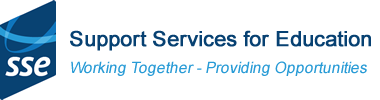 sse
Support Services for Education
Working Together - Providing Opportunities